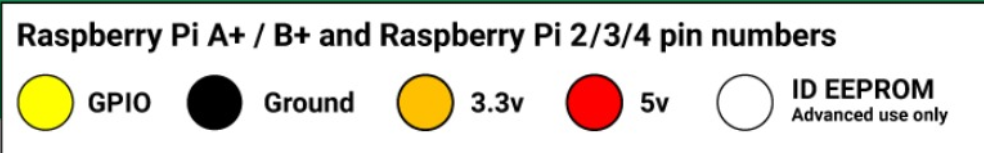 Raspberry Pi A+ / B+ and Raspberry Pi 2/3/4 pin numbers
GPIO Ground 3.3v 5v ID EEPROM
Advanced use only